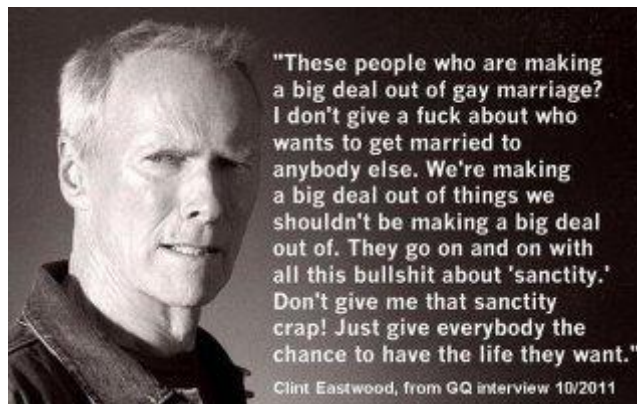 "These people who are making
a big deal out of gay marriage?
I don't give a fuck about who
wants to get married to
anybody else. We're making
a big deal out of things we
shouldn't be making a big deal
out of. They go on and on with
all this bullshit about 'sanctity.'
Don't give me that sanctity
crap! Just give everybody the
chance to have the life they want."
Clint Eastwood, from GQ interview 10/2011